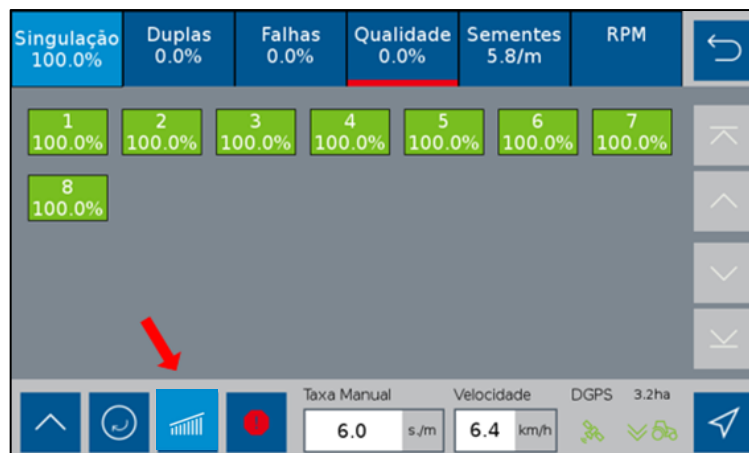 Singulação Duplas Falhas Qualidade Sementes RPM
100.0% 0.0% 0.0% 0.0% 5.8/m
1 2 3 4 5 6 7
100.0% 100.0% 100.0% 100.0% 100.0% 100.0% 100.0%
8
100.0%
Taxa Manual Velocidade DGPS 3.2ha
6.0 s./m 6.4 km/h